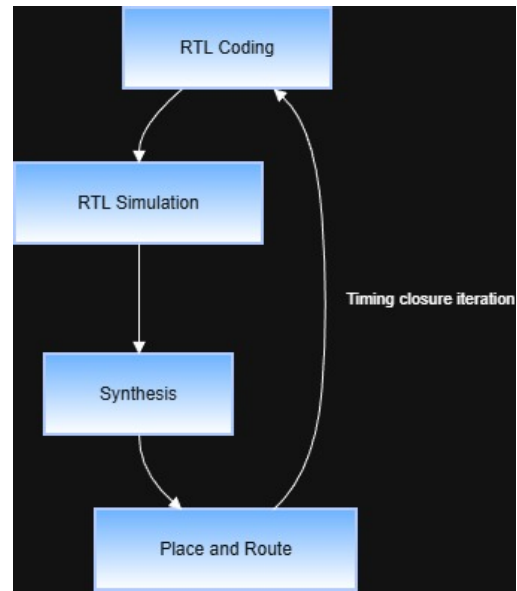 RTL Coding
RTL Simulation
Timing closure iteration
Synthesis
Place and Route